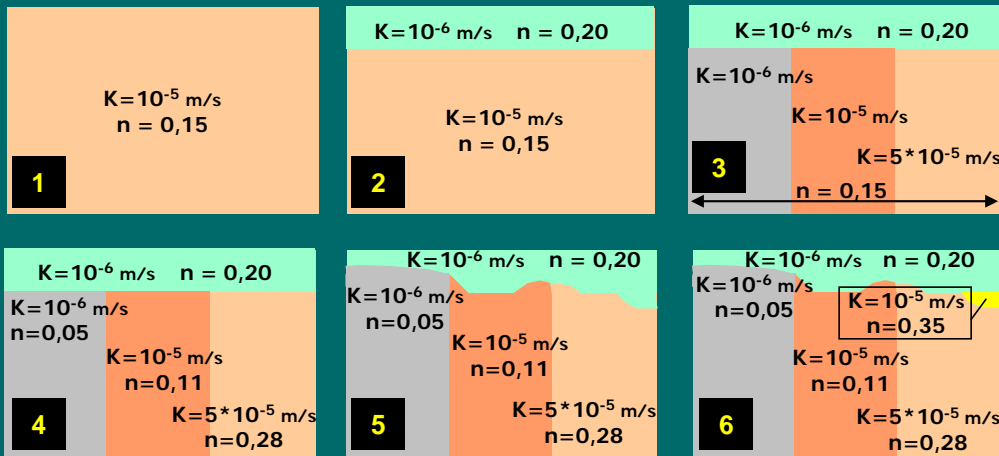 K=10⁻⁵ m/s
n = 0,15
1
K=10⁻⁶ m/s n = 0,20
K=10⁻⁵ m/s
n = 0,15
2
K=10⁻⁶ m/s n = 0,20
K=10⁻⁶ m/s
K=10⁻⁵ m/s
K=5*10⁻⁵ m/s
n = 0,15
3
K=10⁻⁶ m/s n = 0,20
K=10⁻⁶ m/s
n=0,05
K=10⁻⁵ m/s
n=0,11
K=5*10⁻⁵ m/s
n=0,28
4
K=10⁻⁶ m/s n = 0,20
K=10⁻⁶ m/s
n=0,05
K=10⁻⁵ m/s
n=0,11
K=5*10⁻⁵ m/s
n=0,28
5
K=10⁻⁶ m/s n = 0,20
K=10⁻⁶ m/s
n=0,05
K=10⁻⁵ m/s
n=0,35
K=10⁻⁵ m/s
n=0,11
K=5*10⁻⁵ m/s
n=0,28
6